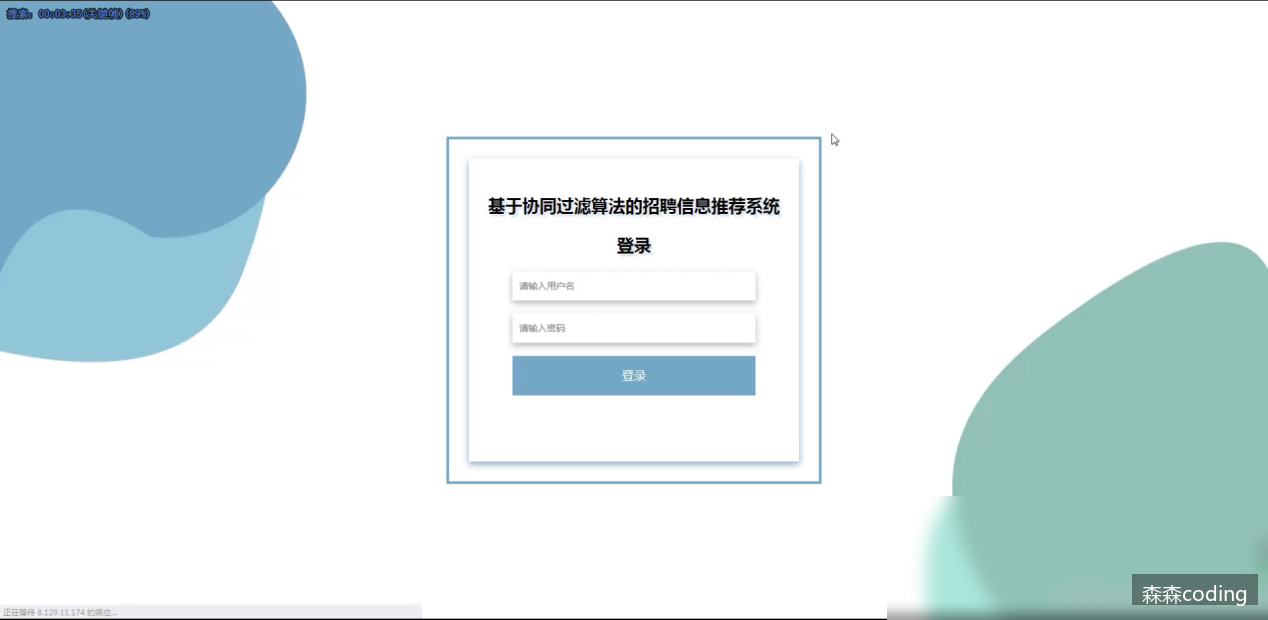 搜索: 00:03:35(关键帧) (39%)
基于协同过滤算法的招聘信息推荐系统
登录
请输入用户名
请输入密码
登录
正在等待 8.129.11.174 的响应...
森森coding